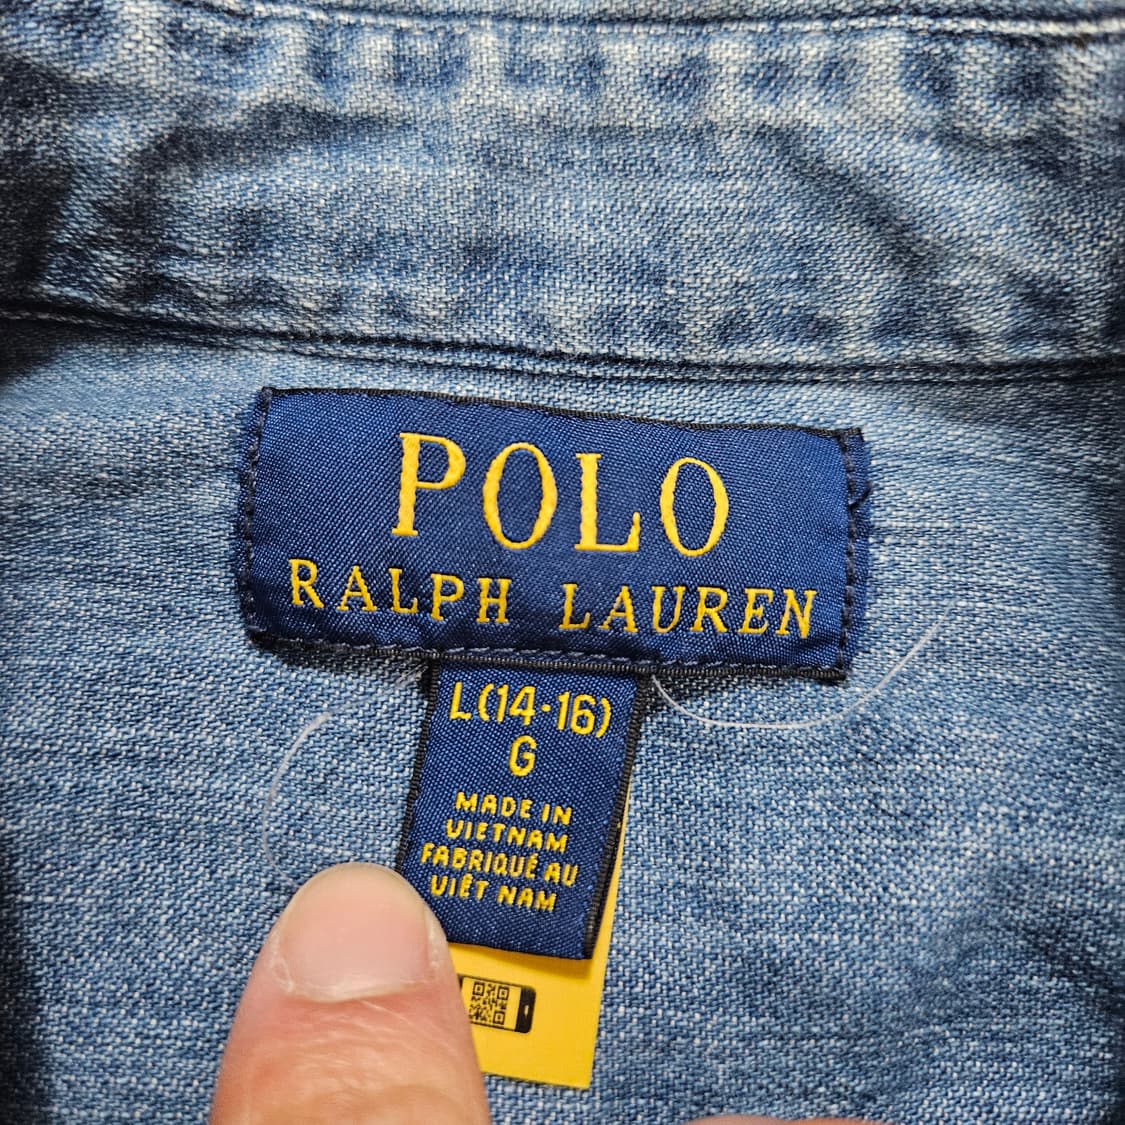 POLO
RALPH LAUREN
L(14-16)
G
MADE IN
VIETNAM
FABRIQUÉ AU
VIÊT NAM